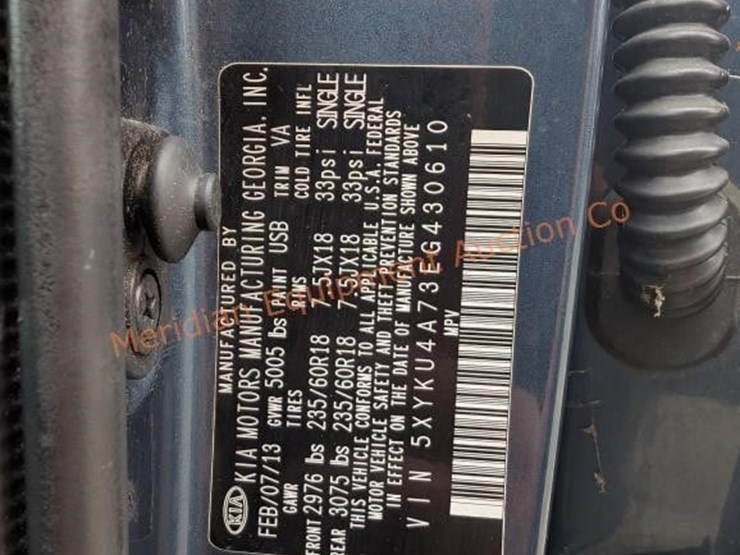 MANUFACTURED BY
KIA KIA MOTORS MANUFACTURING GEORGIA, INC.
FEB/07/13 GVWR 5005 lbs PAINT USB TRIM VA
GAWR TIRES RIMS COLD TIRE INFL
FRONT 2976 lbs 235/60R18 7.5JX18 33psi SINGLE
REAR 3075 lbs 235/60R18 7.5JX18 33psi SINGLE
THIS VEHICLE CONFORMS TO ALL APPLICABLE U.S.A. FEDERAL
MOTOR VEHICLE SAFETY AND THEFT PREVENTION STANDARDS
IN EFFECT ON THE DATE OF MANUFACTURE SHOWN ABOVE
VIN 5XYKU4A73EG430610
MPV
Meridian Equipment Auction Co